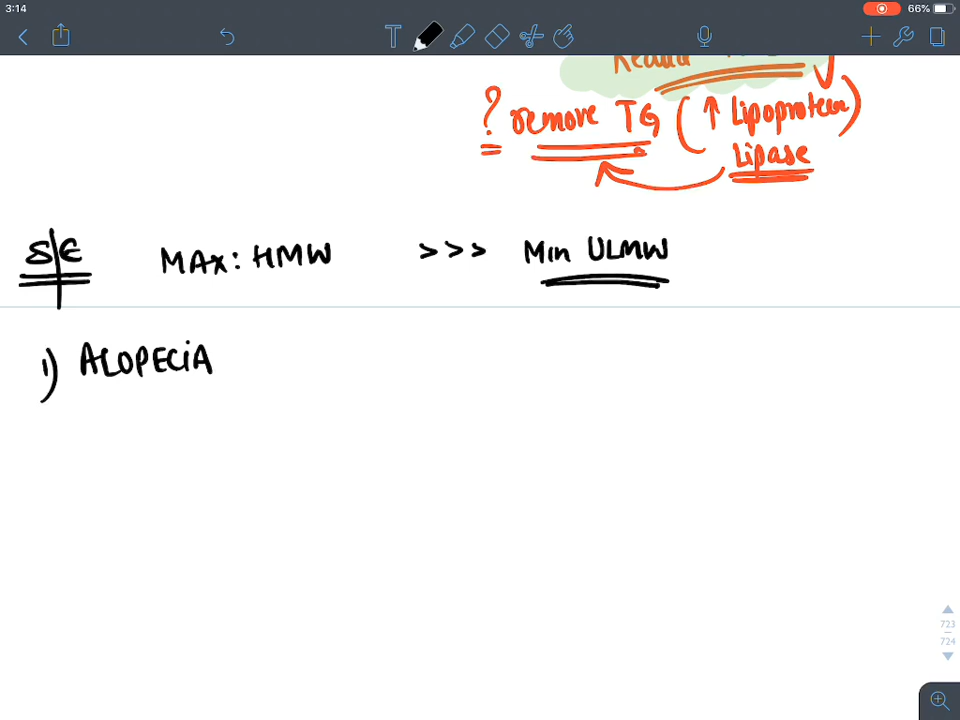 3:14
66%
T
? remove TG (↑ Lipoprotein)
Lipase
S/E MAX: HMW >>> Min ULMW
1) ALOPECIA
723
724